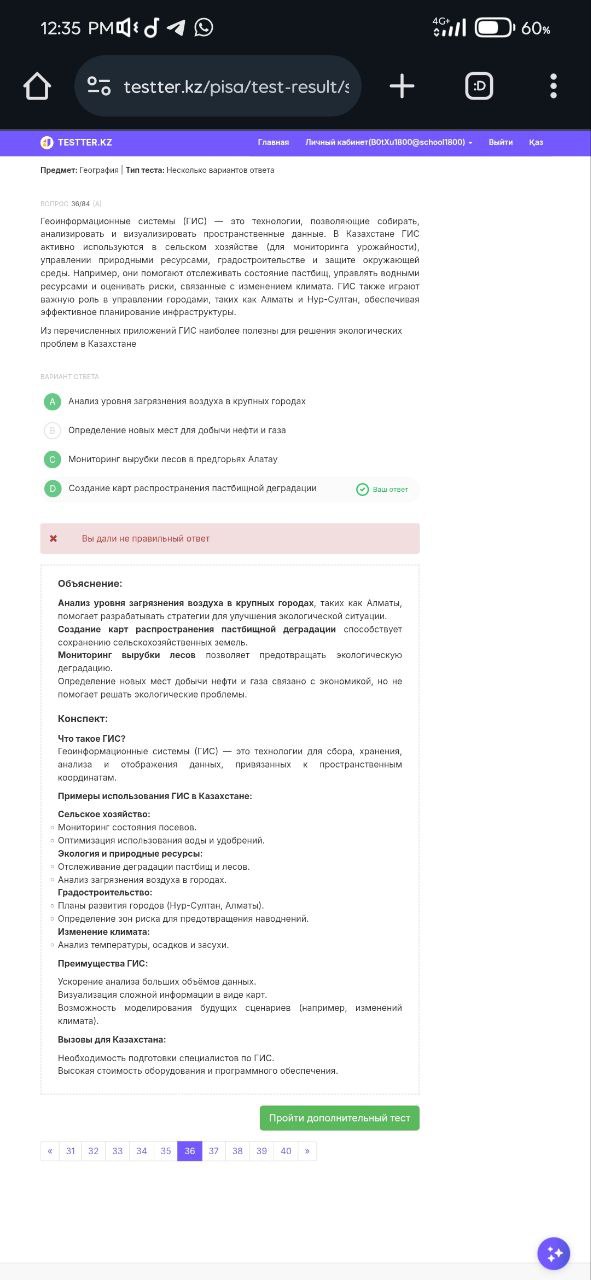 12:35 PM
4G+
60%
testter.kz/pisa/test-result/s
:D
TESTTER.KZ
Главная
Личный кабинет(B0tXu1800@school1800)
Выйти
Қаз
Предмет: География | Тип теста: Несколько вариантов ответа
ВОПРОС 36/84 (A)
Геоинформационные системы (ГИС) — это технологии, позволяющие собирать,
анализировать и визуализировать пространственные данные. В Казахстане ГИС
активно используются в сельском хозяйстве (для мониторинга урожайности),
управлении природными ресурсами, градостроительстве и защите окружающей
среды. Например, они помогают отслеживать состояние пастбищ, управлять водными
ресурсами и оценивать риски, связанные с изменением климата. ГИС также играют
важную роль в управлении городами, таких как Алматы и Нур-Султан, обеспечивая
эффективное планирование инфраструктуры.
Из перечисленных приложений ГИС наиболее полезны для решения экологических
проблем в Казахстане
ВАРИАНТ ОТВЕТА
A Анализ уровня загрязнения воздуха в крупных городах
B Определение новых мест для добычи нефти и газа
C Мониторинг вырубки лесов в предгорьях Алатау
D Создание карт распространения пастбищной деградации
Ваш ответ
Вы дали не правильный ответ
Объяснение:
Анализ уровня загрязнения воздуха в крупных городах, таких как Алматы,
помогает разрабатывать стратегии для улучшения экологической ситуации.
Создание карт распространения пастбищной деградации способствует
сохранению сельскохозяйственных земель.
Мониторинг вырубки лесов позволяет предотвращать экологическую
деградацию.
Определение новых мест добычи нефти и газа связано с экономикой, но не
помогает решать экологические проблемы.
Конспект:
Что такое ГИС?
Геоинформационные системы (ГИС) — это технологии для сбора, хранения,
анализа и отображения данных, привязанных к пространственным
координатам.
Примеры использования ГИС в Казахстане:
Сельское хозяйство:
Мониторинг состояния посевов.
Оптимизация использования воды и удобрений.
Экология и природные ресурсы:
Отслеживание деградации пастбищ и лесов.
Анализ загрязнения воздуха в городах.
Градостроительство:
Планы развития городов (Нур-Султан, Алматы).
Определение зон риска для предотвращения наводнений.
Изменение климата:
Анализ температуры, осадков и засухи.
Преимущества ГИС:
Ускорение анализа больших объёмов данных.
Визуализация сложной информации в виде карт.
Возможность моделирования будущих сценариев (например, изменений
климата).
Вызовы для Казахстана:
Необходимость подготовки специалистов по ГИС.
Высокая стоимость оборудования и программного обеспечения.
Пройти дополнительный тест
« 31 32 33 34 35 36 37 38 39 40 »